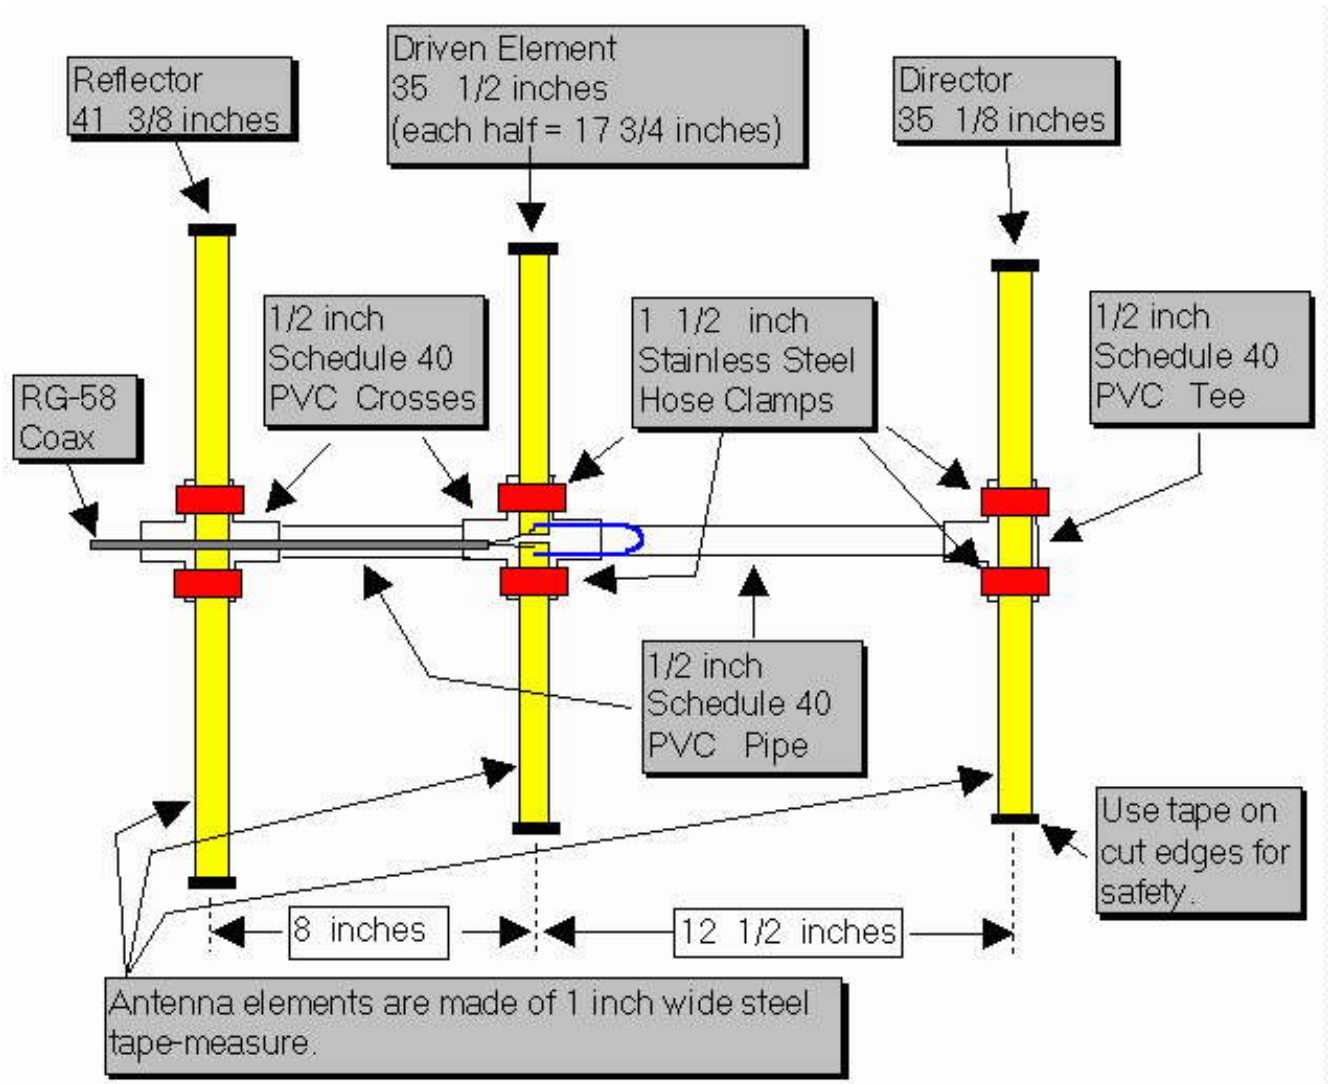 Reflector
41 3/8 inches
Driven Element
35 1/2 inches
(each half = 17 3/4 inches)
Director
35 1/8 inches
RG-58
Coax
1/2 inch
Schedule 40
PVC Crosses
1 1/2 inch
Stainless Steel
Hose Clamps
1/2 inch
Schedule 40
PVC Tee
1/2 inch
Schedule 40
PVC Pipe
Use tape on
cut edges for
safety.
8 inches
12 1/2 inches
Antenna elements are made of 1 inch wide steel
tape-measure.